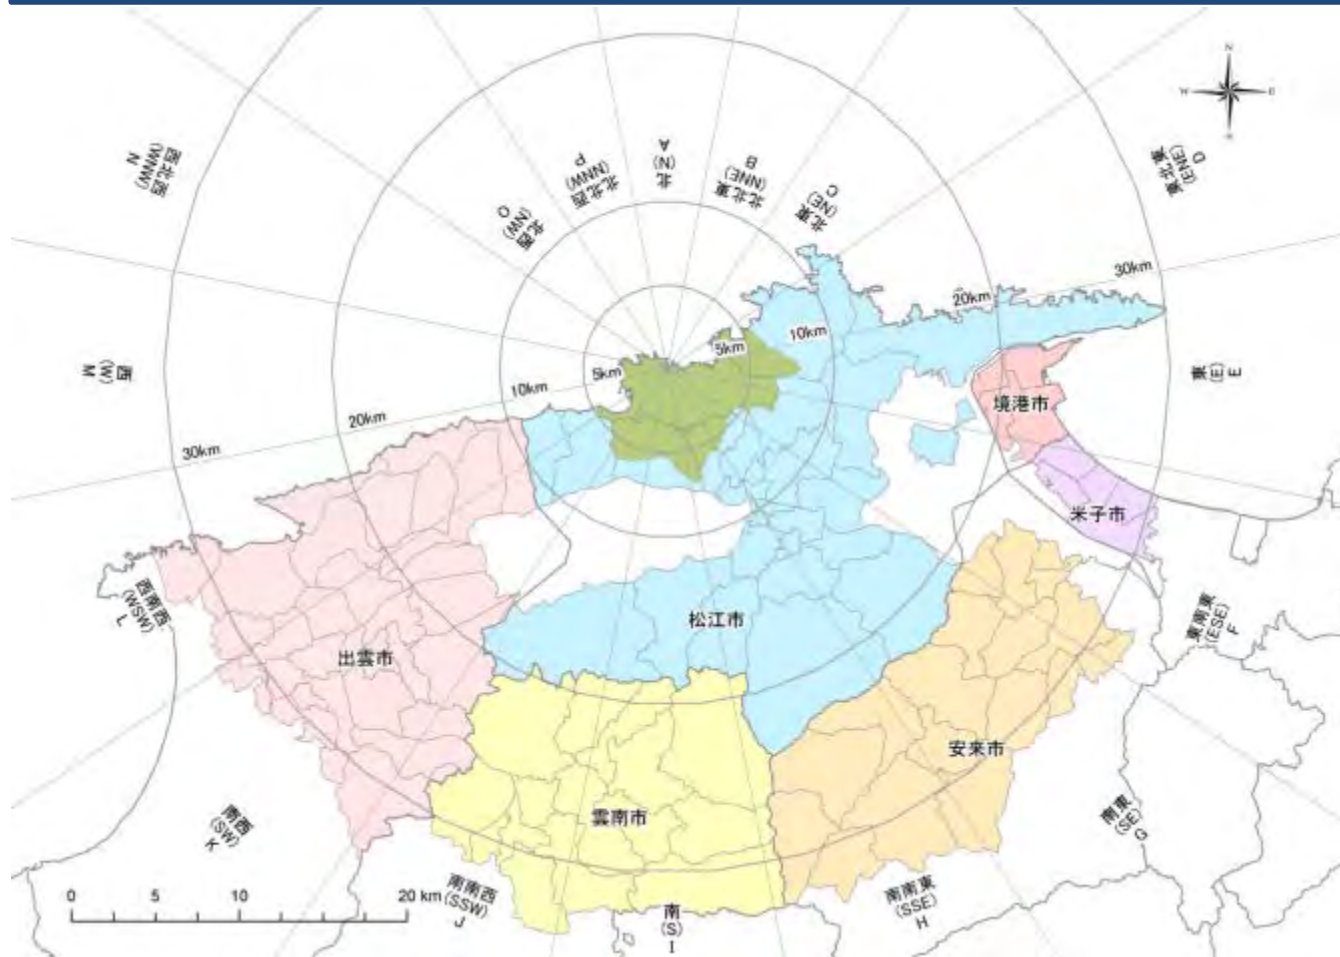 N
W
E
北
(N)
A
北北東
(NNE)
B
北東
(NE)
C
東北東
(ENE)
D
東
(E)
E
東南東
(ESE)
F
南東
(SE)
G
南南東
(SSE)
H
南
(S)
I
南南西
(SSW)
J
南西
(SW)
K
西南西
(WSW)
L
西
(W)
M
西北西
(WNW)
N
北西
(NW)
O
北北西
(NNW)
P
30km
20km
10km
5km
5km
10km
20km
30km
境港市
米子市
松江市
出雲市
安来市
雲南市
0 5 10 20 km